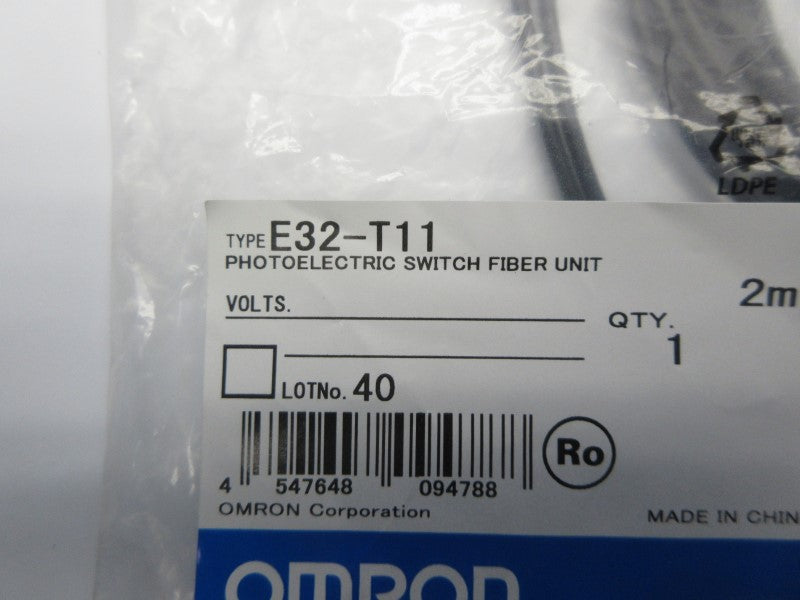 LDPE
TYPE E32-T11
PHOTOELECTRIC SWITCH FIBER UNIT
2m
VOLTS.
QTY.
1
LOTNo. 40
Ro
4 547648 094788
OMRON Corporation
MADE IN CHIN
OMRON